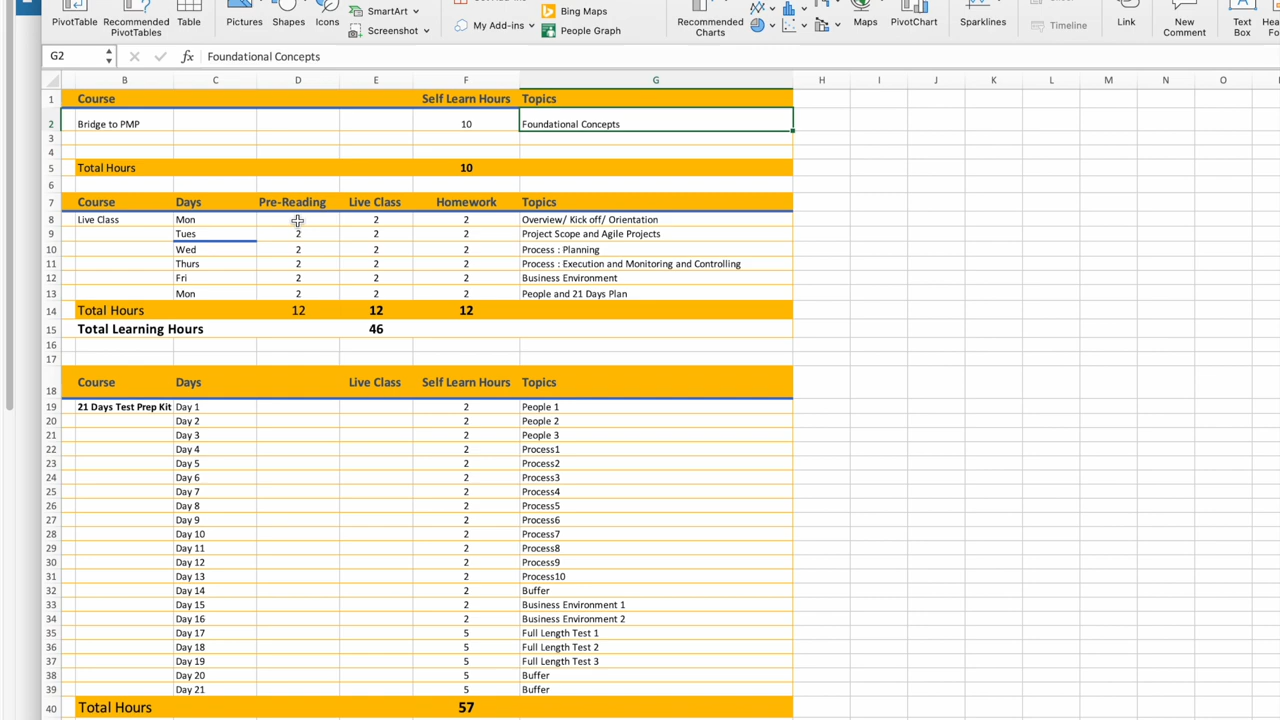 PivotTable Recommended PivotTables Table Pictures Shapes Icons SmartArt Screenshot My Add-ins Bing Maps People Graph Recommended Charts Maps PivotChart Sparklines Timeline Link New Comment Text Box
G2 fx Foundational Concepts
B C D E F G H I J K L M N O
1 Course Self Learn Hours Topics
2 Bridge to PMP 10 Foundational Concepts
3
4
5 Total Hours 10
6
7 Course Days Pre-Reading Live Class Homework Topics
8 Live Class Mon 2 2 Overview/ Kick off/ Orientation
9 Tues 2 2 2 Project Scope and Agile Projects
10 Wed 2 2 2 Process : Planning
11 Thurs 2 2 2 Process : Execution and Monitoring and Controlling
12 Fri 2 2 2 Business Environment
13 Mon 2 2 2 People and 21 Days Plan
14 Total Hours 12 12 12
15 Total Learning Hours 46
16
17
18 Course Days Live Class Self Learn Hours Topics
19 21 Days Test Prep Kit Day 1 2 People 1
20 Day 2 2 People 2
21 Day 3 2 People 3
22 Day 4 2 Process1
23 Day 5 2 Process2
24 Day 6 2 Process3
25 Day 7 2 Process4
26 Day 8 2 Process5
27 Day 9 2 Process6
28 Day 10 2 Process7
29 Day 11 2 Process8
30 Day 12 2 Process9
31 Day 13 2 Process10
32 Day 14 2 Buffer
33 Day 15 2 Business Environment 1
34 Day 16 2 Business Environment 2
35 Day 17 5 Full Length Test 1
36 Day 18 5 Full Length Test 2
37 Day 19 5 Full Length Test 3
38 Day 20 5 Buffer
39 Day 21 5 Buffer
40 Total Hours 57